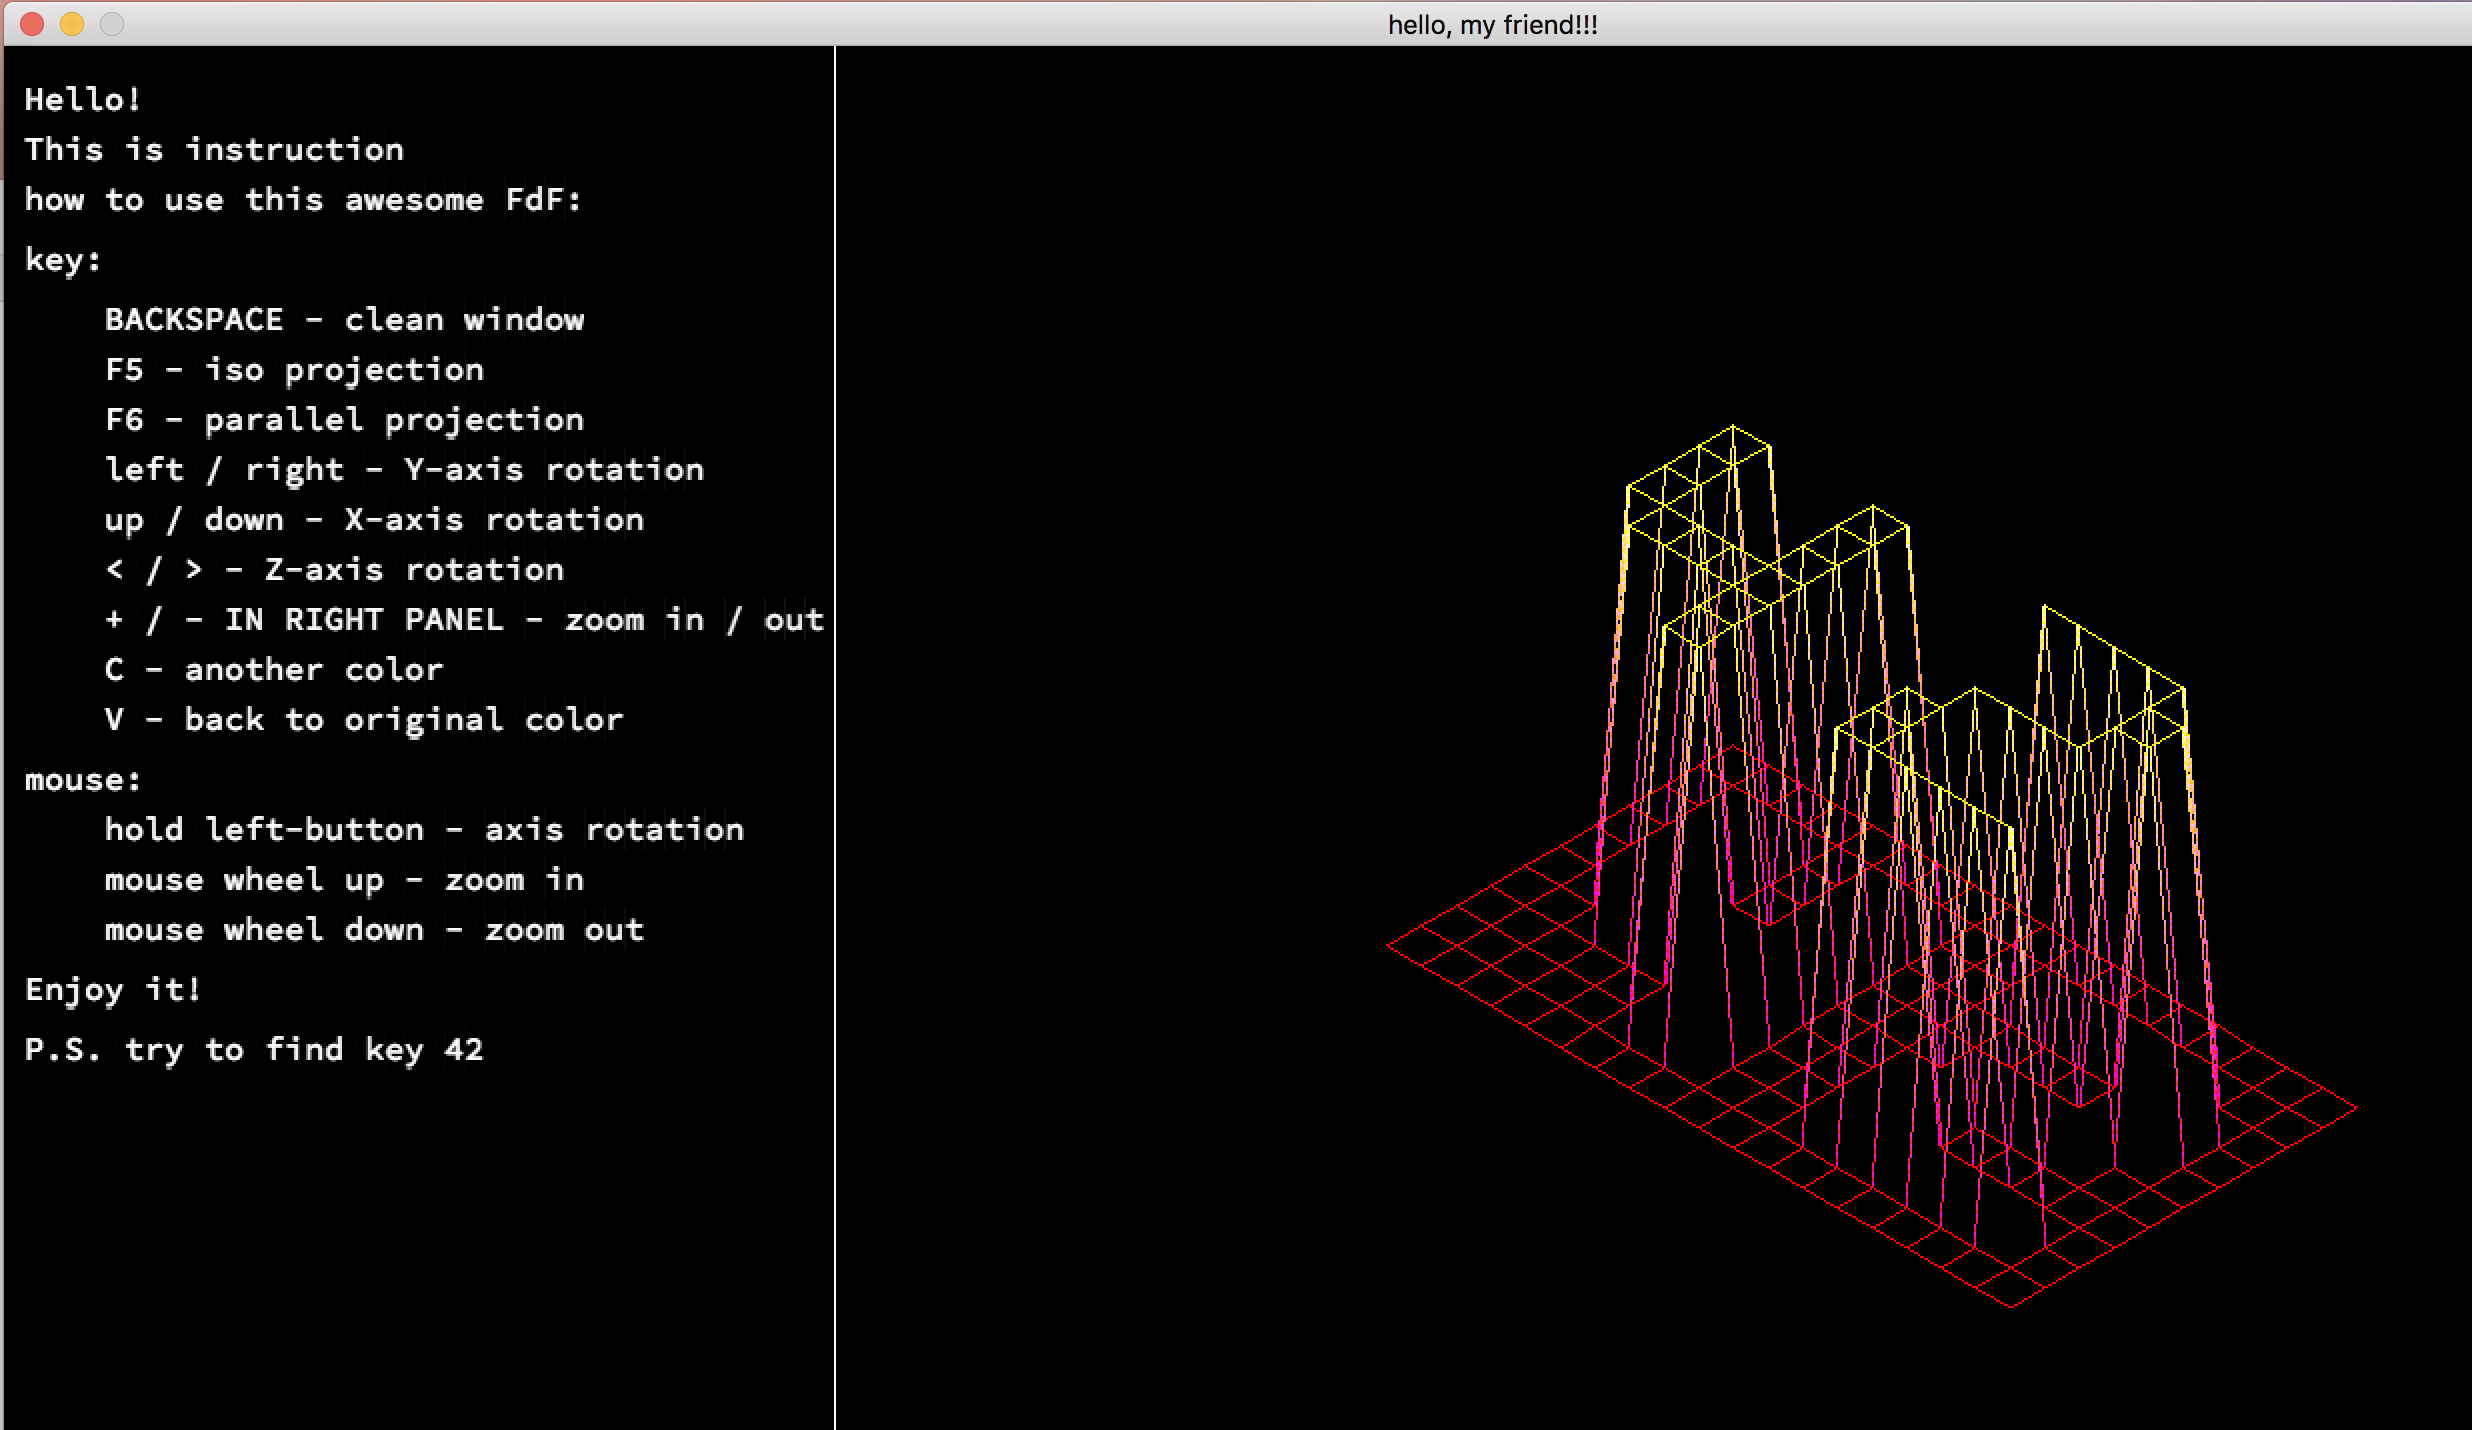 hello, my friend!!!
Hello!
This is instruction
how to use this awesome FdF:
key:
BACKSPACE - clean window
F5 - iso projection
F6 - parallel projection
left / right - Y-axis rotation
up / down - X-axis rotation
< / > - Z-axis rotation
+ / - IN RIGHT PANEL - zoom in / out
C - another color
V - back to original color
mouse:
hold left-button - axis rotation
mouse wheel up - zoom in
mouse wheel down - zoom out
Enjoy it!
P.S. try to find key 42